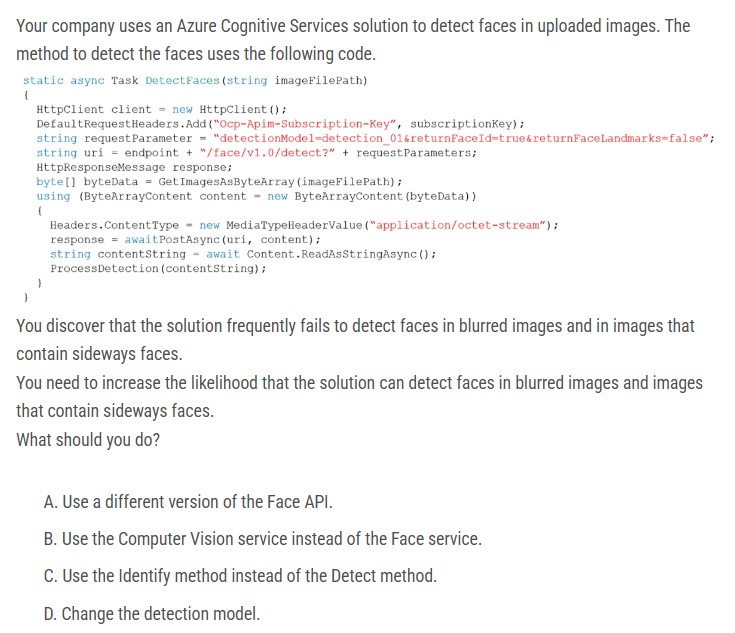 Your company uses an Azure Cognitive Services solution to detect faces in uploaded images. The
method to detect the faces uses the following code.
static async Task DetectFaces(string imageFilePath)
{
HttpClient client = new HttpClient();
DefaultRequestHeaders.Add("Ocp-Apim-Subscription-Key", subscriptionKey);
string requestParameter = "detectionModel=detection_01&returnFaceId=true&returnFaceLandmarks=false";
string uri = endpoint + "/face/v1.0/detect?" + requestParameters;
HttpResponseMessage response;
byte[] byteData = GetImagesAsByteArray(imageFilePath);
using (ByteArrayContent content = new ByteArrayContent(byteData))
{
Headers.ContentType = new MediaTypeHeaderValue("application/octet-stream");
response = awaitPostAsync(uri, content);
string contentString = await Content.ReadAsStringAsync();
ProcessDetection(contentString);
}
}
You discover that the solution frequently fails to detect faces in blurred images and in images that
contain sideways faces.
You need to increase the likelihood that the solution can detect faces in blurred images and images
that contain sideways faces.
What should you do?
A. Use a different version of the Face API.
B. Use the Computer Vision service instead of the Face service.
C. Use the Identify method instead of the Detect method.
D. Change the detection model.